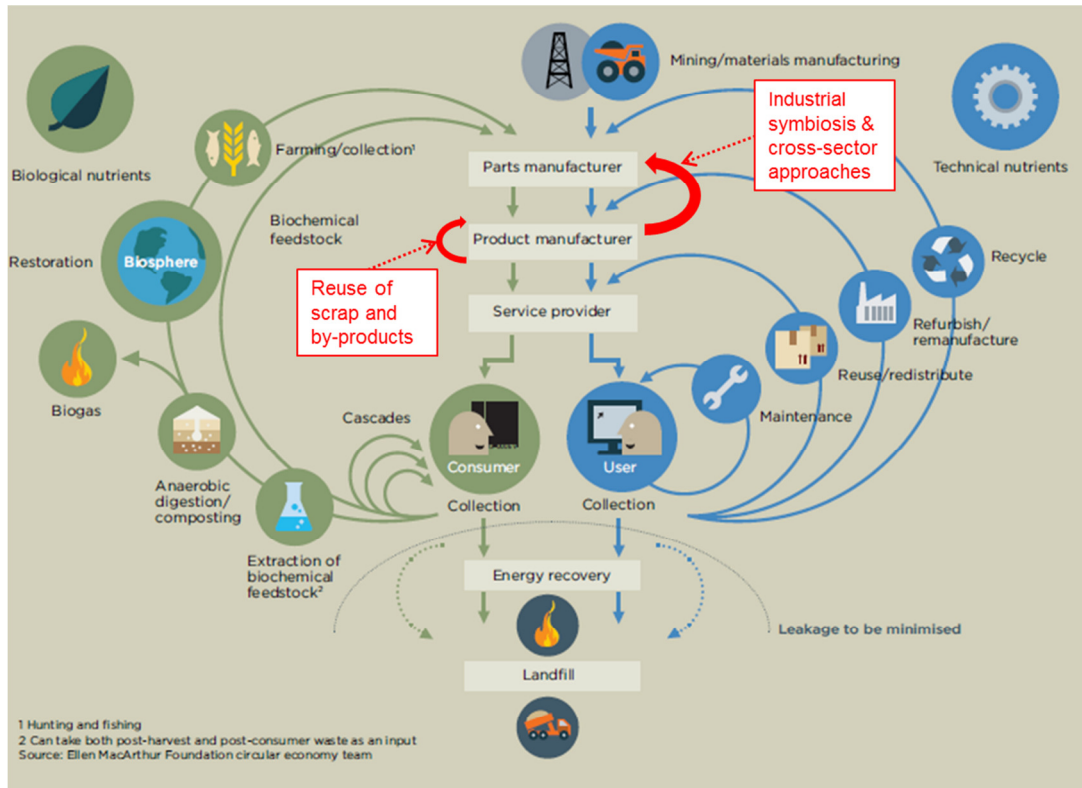 Mining/materials manufacturing
Biological nutrients
Technical nutrients
Industrial
symbiosis &
cross-sector
approaches
Farming/collection¹
Parts manufacturer
Biochemical
feedstock
Product manufacturer
Restoration
Biosphere
Recycle
Reuse of
scrap and
by-products
Service provider
Refurbish/
remanufacture
Reuse/redistribute
Biogas
Maintenance
Cascades
Consumer
User
Anaerobic
digestion/
composting
Collection
Collection
Extraction of
biochemical
feedstock²
Energy recovery
Leakage to be minimised
Landfill
1 Hunting and fishing
2 Can take both post-harvest and post-consumer waste as an input
Source: Ellen MacArthur Foundation circular economy team